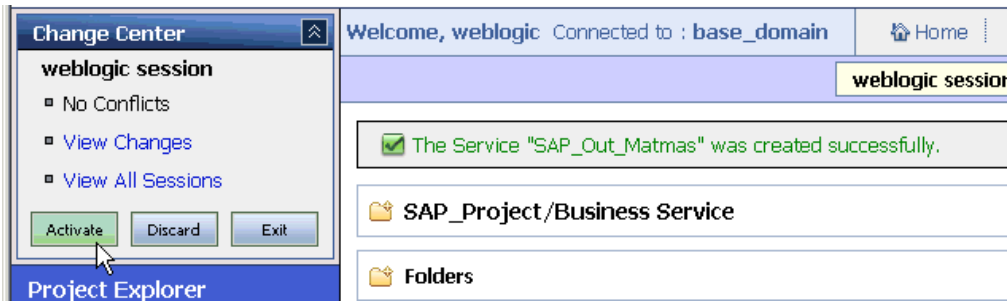 Change Center
weblogic session
No Conflicts
View Changes
View All Sessions
Activate Discard Exit
Project Explorer
Welcome, weblogic Connected to : base_domain Home
weblogic session
The Service "SAP_Out_Matmas" was created successfully.
SAP_Project/Business Service
Folders